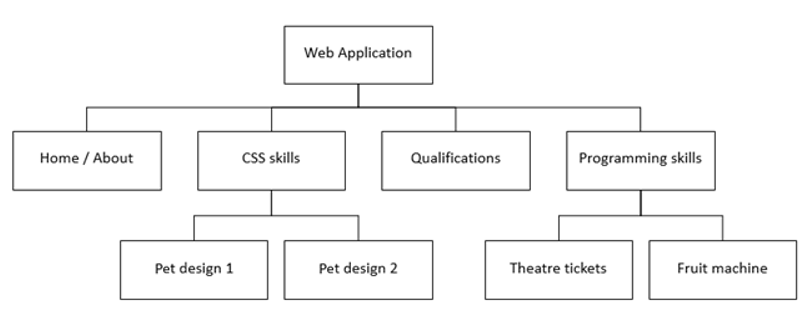 Web Application
Home / About
CSS skills
Qualifications
Programming skills
Pet design 1
Pet design 2
Theatre tickets
Fruit machine